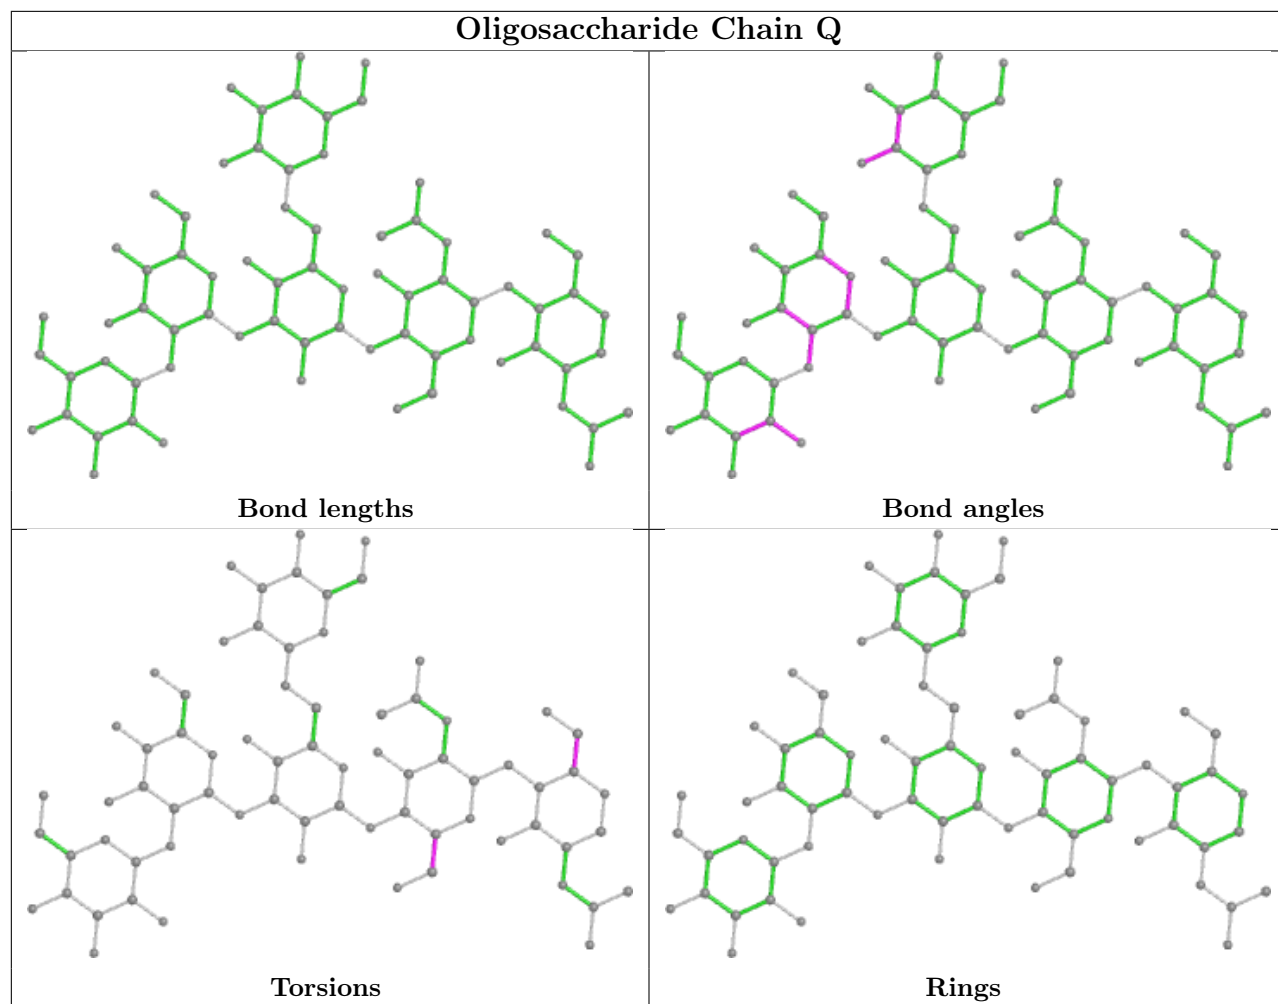 Oligosaccharide Chain Q
Bond lengths
Bond angles
Torsions
Rings